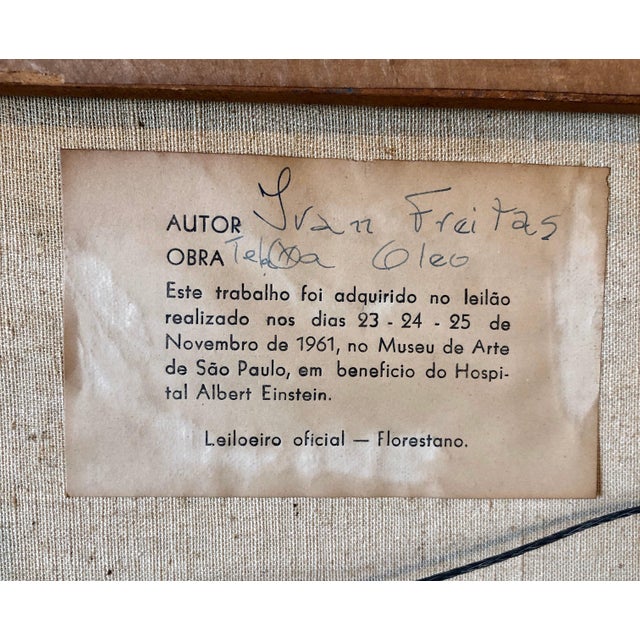 AUTOR Ivan Freitas
OBRA Tela a Oleo
Este trabalho foi adquirido no leilão
realizado nos dias 23 - 24 - 25 de
Novembro de 1961, no Museu de Arte
de São Paulo, em beneficio do Hospi-
tal Albert Einstein.
Leiloeiro oficial — Florestano.